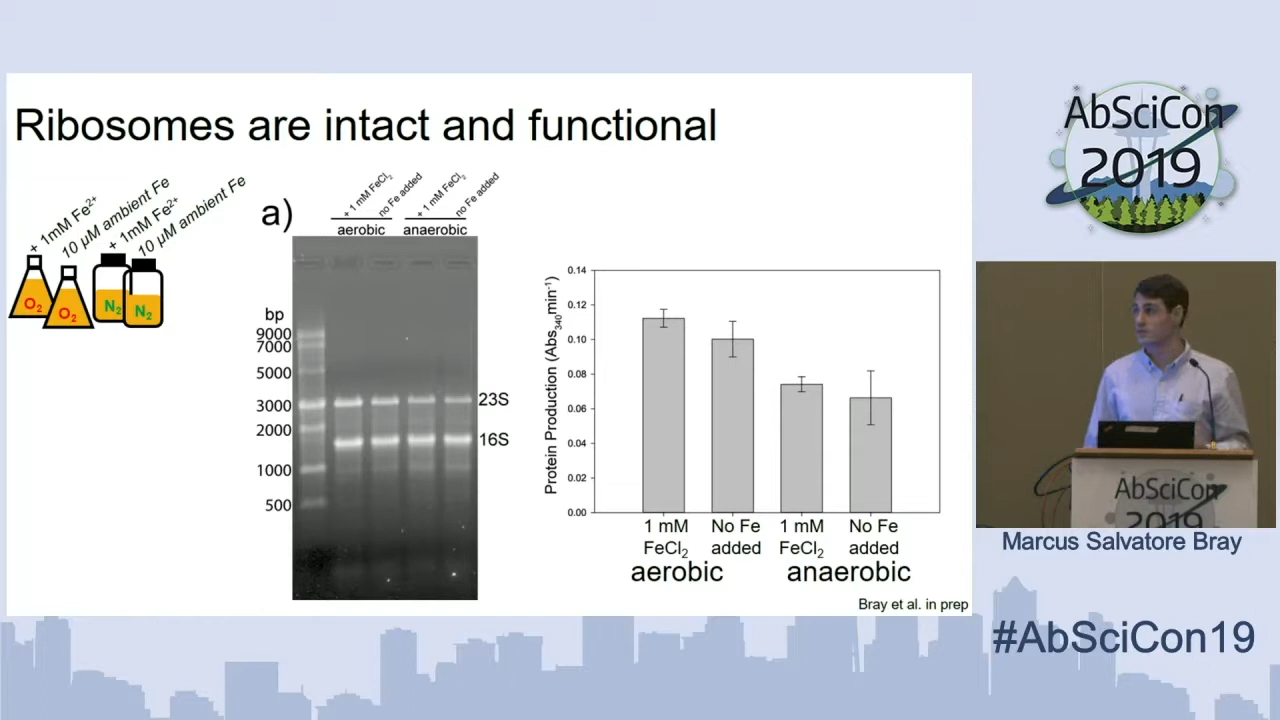 Ribosomes are intact and functional
+ 1mM Fe²⁺
10 µM ambient Fe
+ 1mM Fe²⁺
10 µM ambient Fe
O₂
O₂
N₂
N₂
a)
+ 1 mM FeCl₂
no Fe added
+ 1 mM FeCl₂
no Fe added
aerobic
anaerobic
bp
9000
7000
5000
3000
2000
1000
500
23S
16S
Protein Production (Abs₃₄₀min⁻¹)
0.14
0.12
0.10
0.08
0.06
0.04
0.02
0.00
1 mM
FeCl₂
No Fe
added
1 mM
FeCl₂
No Fe
added
aerobic
anaerobic
Bray et al. in prep
AbSciCon
2019
AbSciCon
2019
Marcus Salvatore Bray
#AbSciCon19